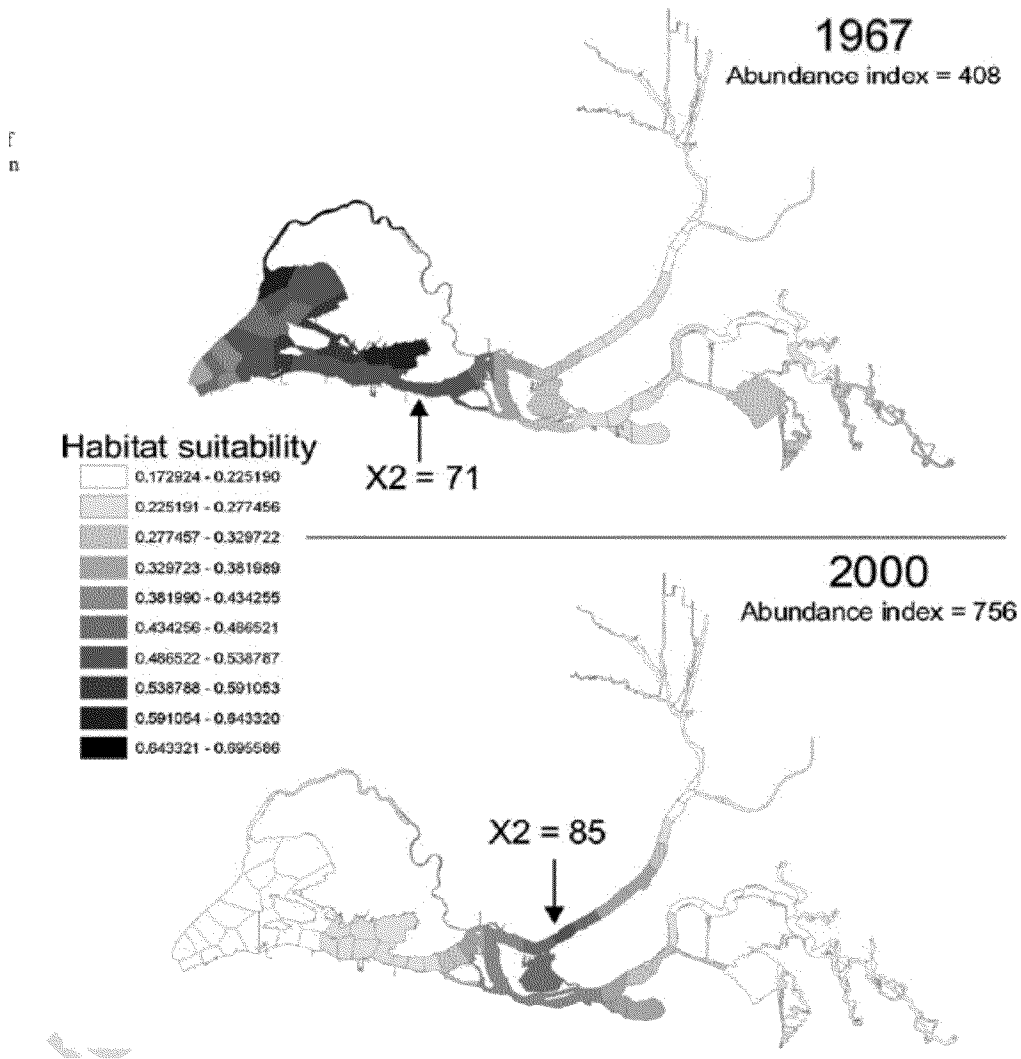 1967
Abundance index = 408
f
n
Habitat suitability
X2 = 71
0.172924 - 0.225190
0.225191 - 0.277456
0.277457 - 0.329722
0.329723 - 0.381989
0.381990 - 0.434255
0.434256 - 0.486521
0.486522 - 0.538787
0.538788 - 0.591053
0.591054 - 0.643320
0.643321 - 0.695586
2000
Abundance index = 756
X2 = 85